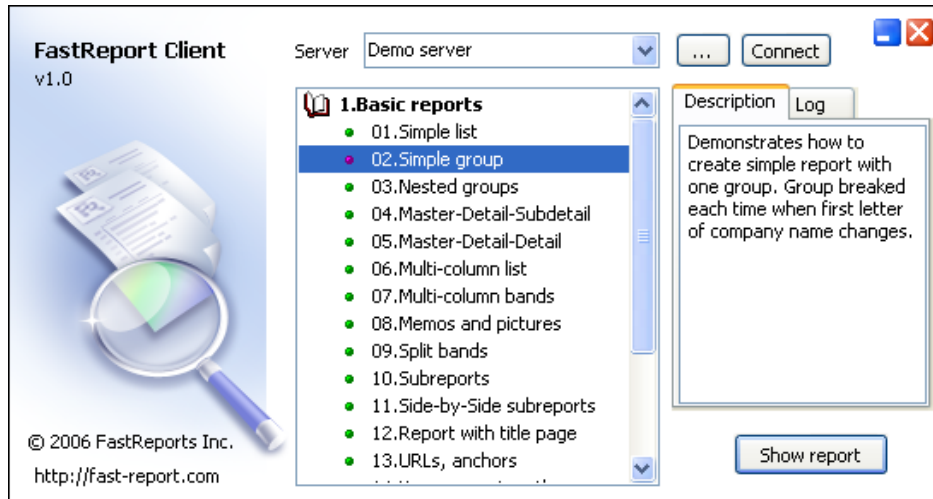 FastReport Client
v1.0
Server
Demo server
...
Connect
1.Basic reports
01.Simple list
02.Simple group
03.Nested groups
04.Master-Detail-Subdetail
05.Master-Detail-Detail
06.Multi-column list
07.Multi-column bands
08.Memos and pictures
09.Split bands
10.Subreports
11.Side-by-Side subreports
12.Report with title page
13.URLs, anchors
Description
Log
Demonstrates how to
create simple report with
one group. Group breaked
each time when first letter
of company name changes.
© 2006 FastReports Inc.
http://fast-report.com
Show report